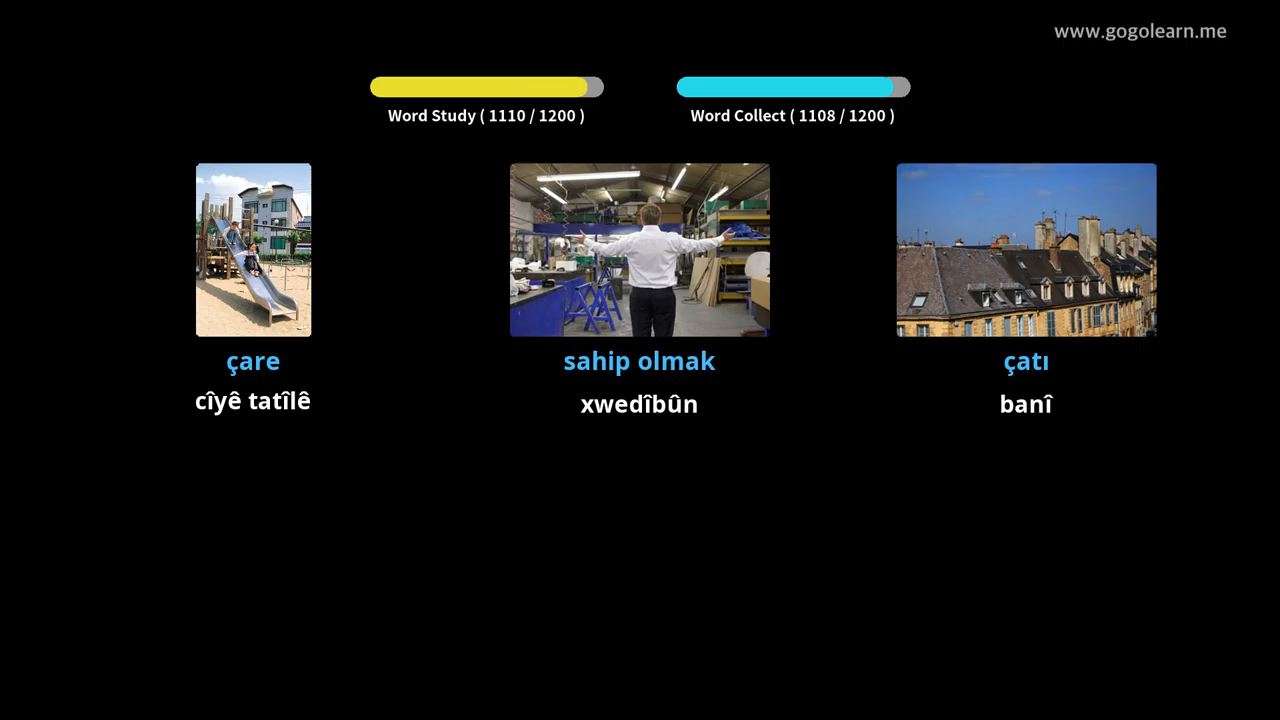 www.gogolearn.me
Word Study ( 1110 / 1200 )
Word Collect ( 1108 / 1200 )
çare
sahip olmak
çatı
cîyê tatîlê
xwedîbûn
banî